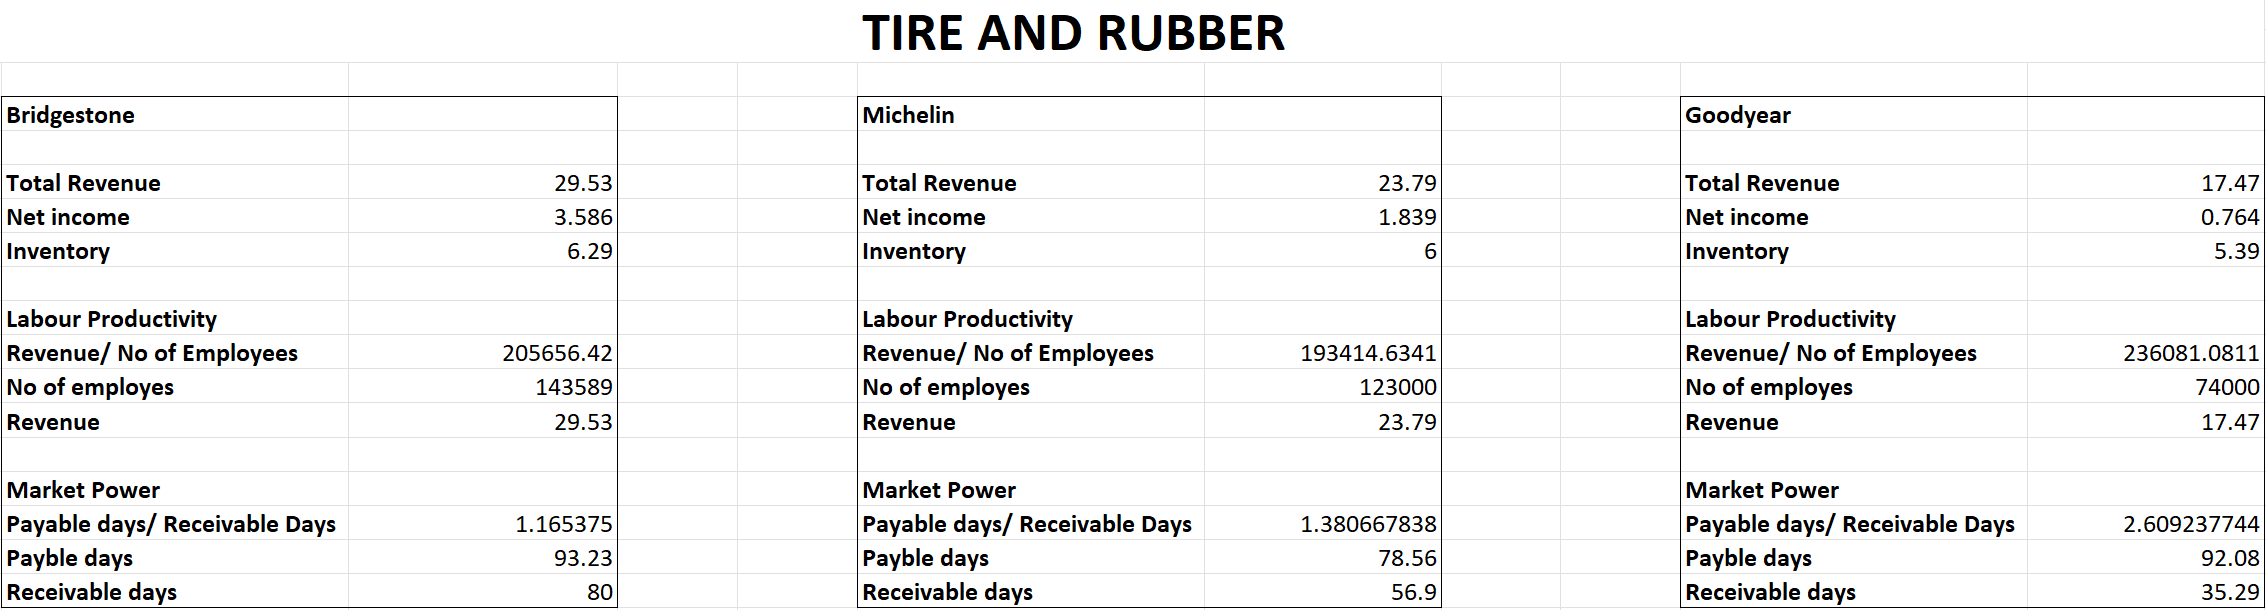 TIRE AND RUBBER
Bridgestone
Total Revenue 29.53
Net income 3.586
Inventory 6.29
Labour Productivity
Revenue/ No of Employees 205656.42
No of employes 143589
Revenue 29.53
Market Power
Payable days/ Receivable Days 1.165375
Payble days 93.23
Receivable days 80
Michelin
Total Revenue 23.79
Net income 1.839
Inventory 6
Labour Productivity
Revenue/ No of Employees 193414.6341
No of employes 123000
Revenue 23.79
Market Power
Payable days/ Receivable Days 1.380667838
Payble days 78.56
Receivable days 56.9
Goodyear
Total Revenue 17.47
Net income 0.764
Inventory 5.39
Labour Productivity
Revenue/ No of Employees 236081.0811
No of employes 74000
Revenue 17.47
Market Power
Payable days/ Receivable Days 2.609237744
Payble days 92.08
Receivable days 35.29